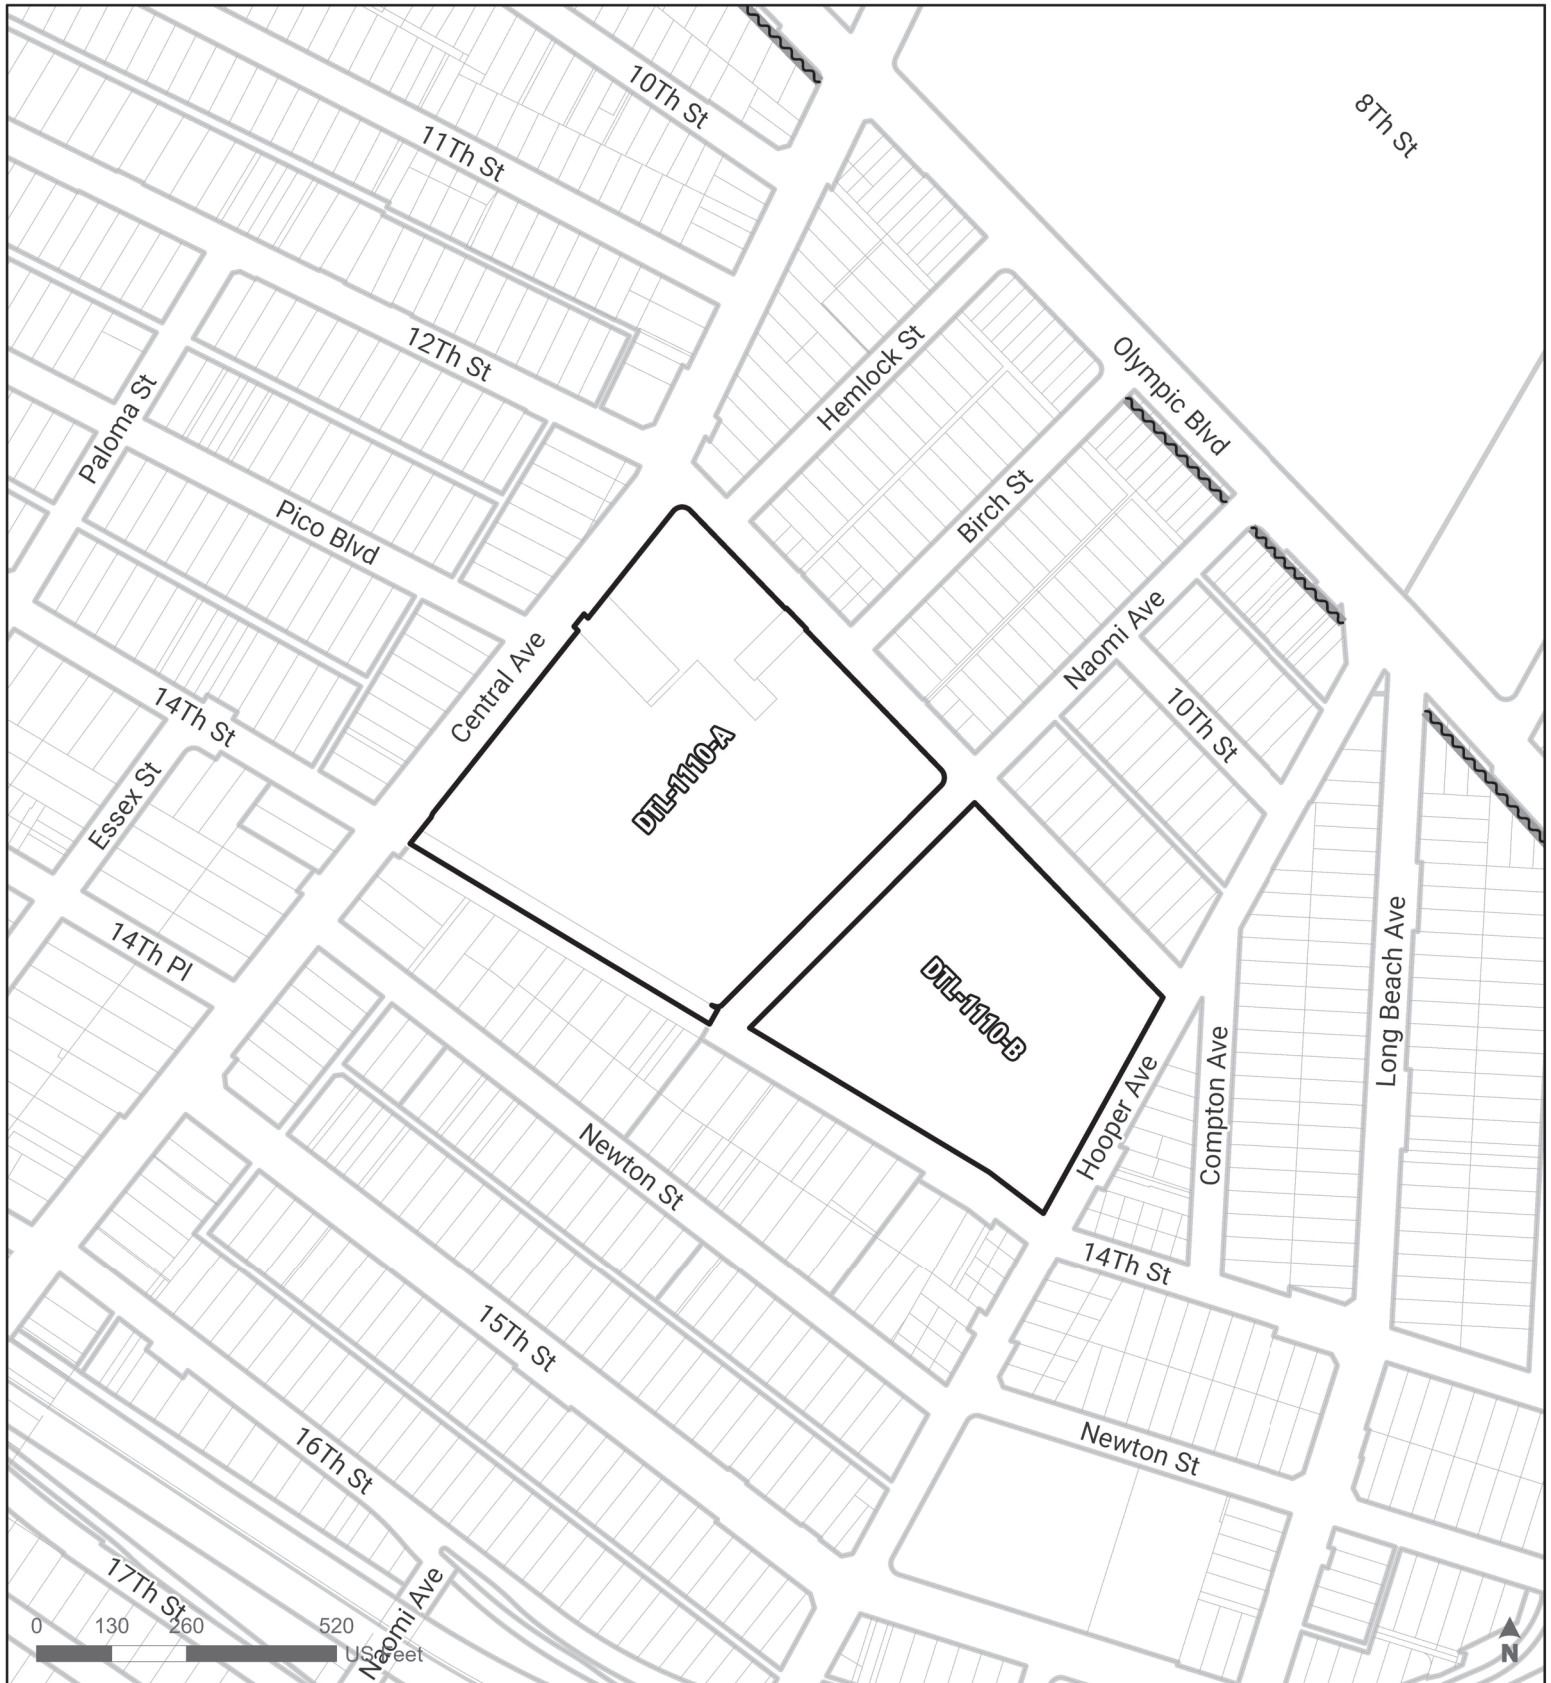 10Th St
8Th St
11Th St
12Th St
Hemlock St
Olympic Blvd
Paloma St
Birch St
Pico Blvd
Naomi Ave
Central Ave
14Th St
10Th St
DTL-1110-A
Essex St
14Th Pl
DTL-1110-B
Long Beach Ave
Hooper Ave
Compton Ave
Newton St
14Th St
15Th St
Newton St
16Th St
17Th St
Naomi Ave
0 130 260 520
US Feet
N